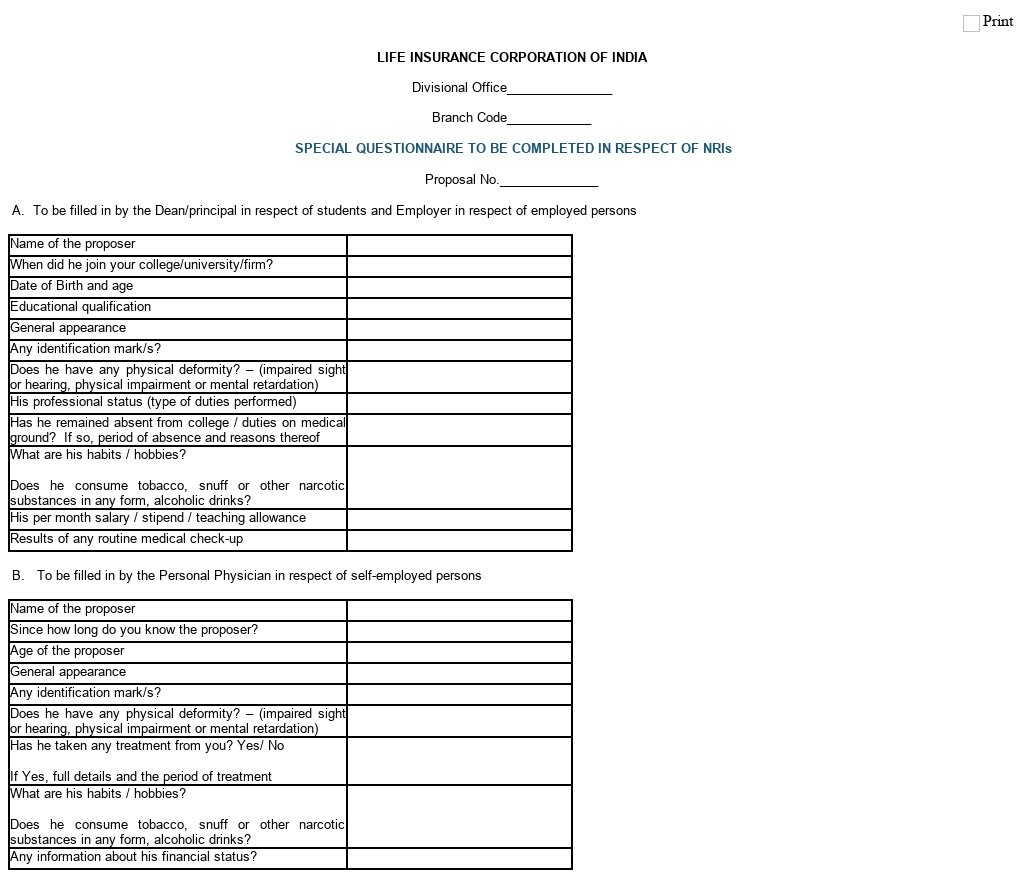 Print
LIFE INSURANCE CORPORATION OF INDIA
Divisional Office_______________
Branch Code____________
SPECIAL QUESTIONNAIRE TO BE COMPLETED IN RESPECT OF NRIs
Proposal No.______________
A. To be filled in by the Dean/principal in respect of students and Employer in respect of employed persons
Name of the proposer
When did he join your college/university/firm?
Date of Birth and age
Educational qualification
General appearance
Any identification mark/s?
Does he have any physical deformity? – (impaired sight
or hearing, physical impairment or mental retardation)
His professional status (type of duties performed)
Has he remained absent from college / duties on medical
ground? If so, period of absence and reasons thereof
What are his habits / hobbies?
Does he consume tobacco, snuff or other narcotic
substances in any form, alcoholic drinks?
His per month salary / stipend / teaching allowance
Results of any routine medical check-up
B. To be filled in by the Personal Physician in respect of self-employed persons
Name of the proposer
Since how long do you know the proposer?
Age of the proposer
General appearance
Any identification mark/s?
Does he have any physical deformity? – (impaired sight
or hearing, physical impairment or mental retardation)
Has he taken any treatment from you? Yes/ No
If Yes, full details and the period of treatment
What are his habits / hobbies?
Does he consume tobacco, snuff or other narcotic
substances in any form, alcoholic drinks?
Any information about his financial status?